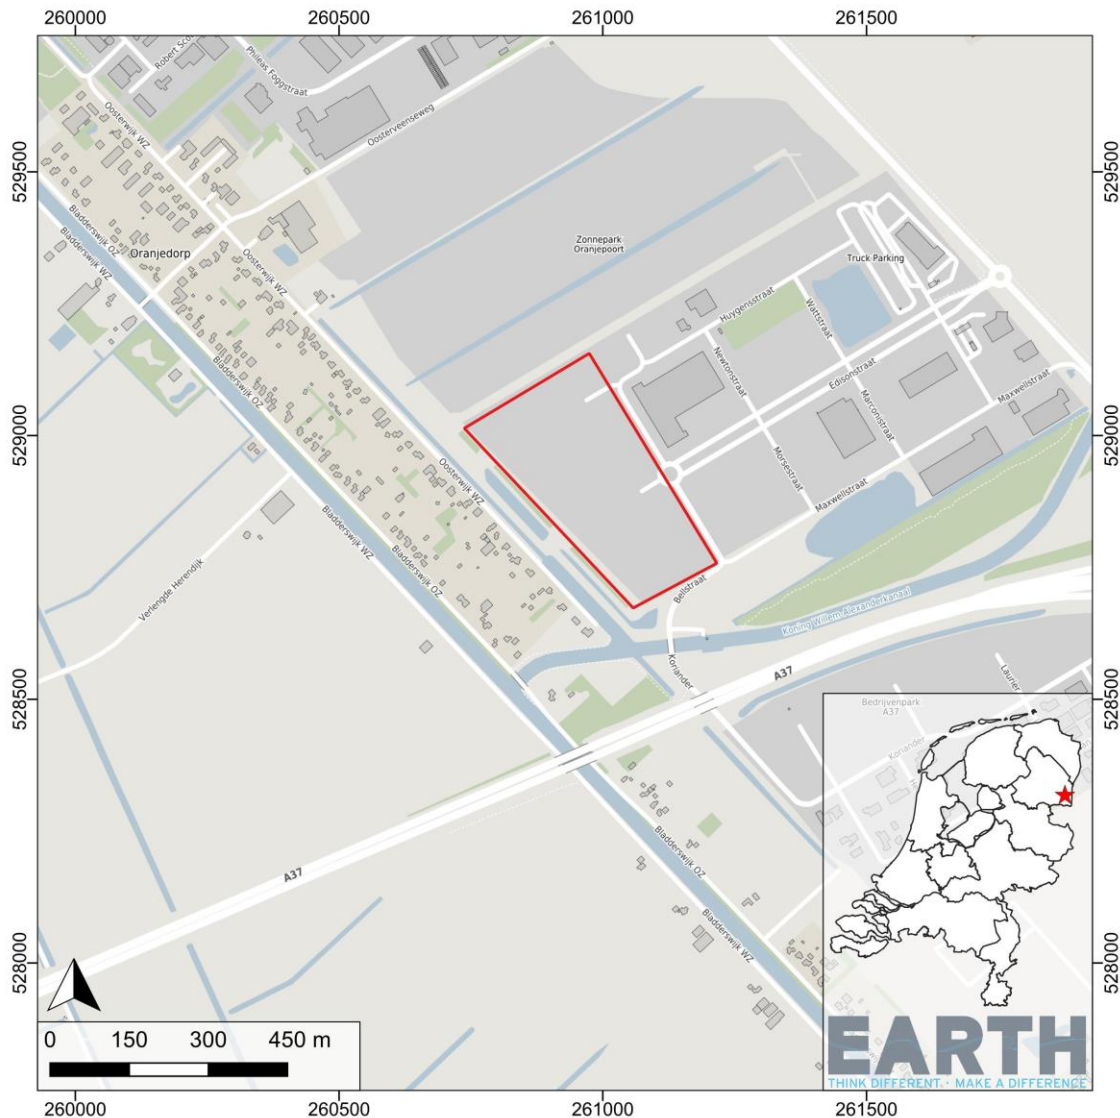 260000
260500
261000
261500
Phileas Foggstraat
Oosterwijk WZ
Oosterveenseweg
529500
529500
Bladderswijk OZ
Bladderswijk WZ
Oranjedorp
Oosterwijk WZ
Zonnepark
Oranjepoort
Truck Parking
Huygensstraat
Wattstraat
Newtonstraat
Edisonstraat
Marconistraat
Maxwellstraat
Bladderswijk OZ
529000
529000
Oosterwijk WZ
Morsestraat
Maxwellstraat
Bladderswijk WZ
Bladderswijk OZ
Verlengde Herendijk
Bellstraat
Koning Willem-Alexanderkanaal
Koriander
A37
Laurier
528500
528500
Bedrijvenpark
A37
Koriander
Bladderswijk OZ
A37
Bladderswijk WZ
528000
528000
0 150 300 450 m
EARTH
THINK DIFFERENT · MAKE A DIFFERENCE
260000
260500
261000
261500